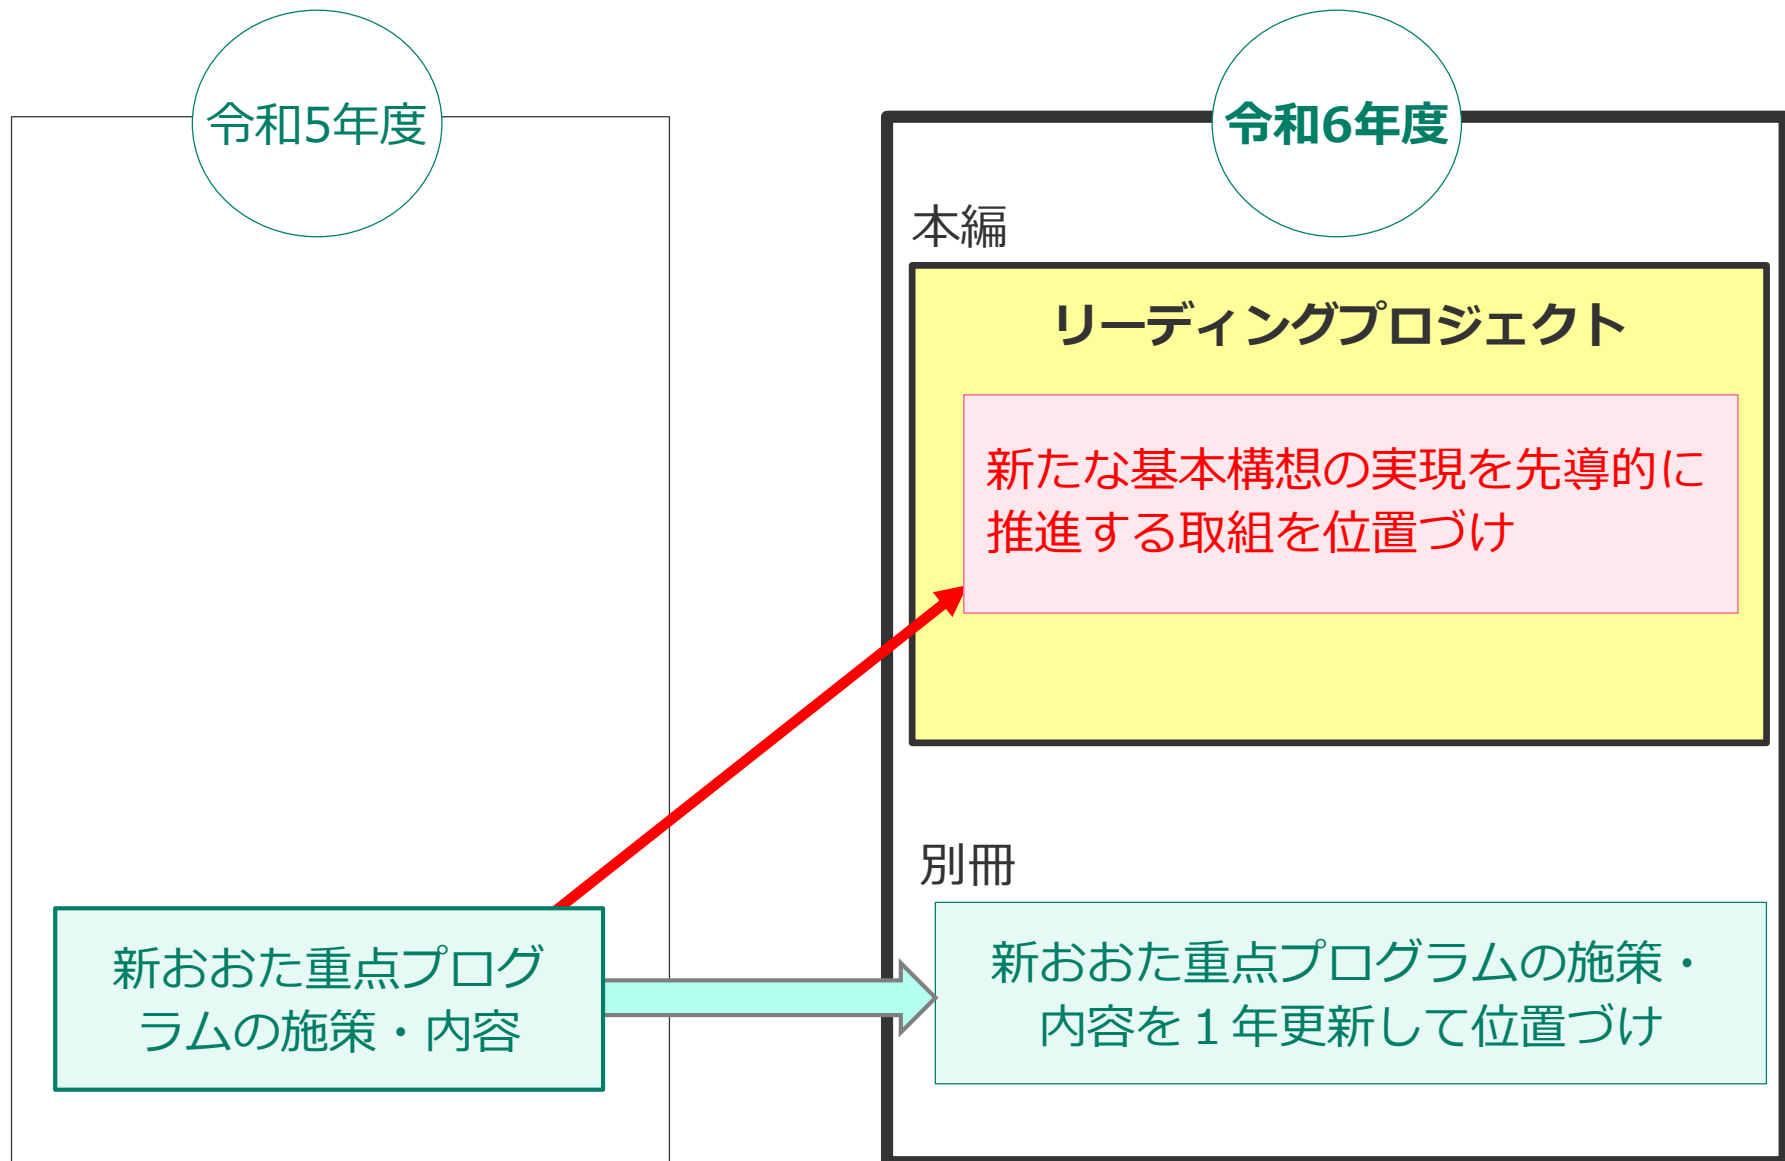 令和5年度
新おおた重点プログ
ラムの施策・内容
令和6年度
本編
リーディングプロジェクト
新たな基本構想の実現を先導的に
推進する取組を位置づけ
別冊
新おおた重点プログラムの施策・
内容を１年更新して位置づけ